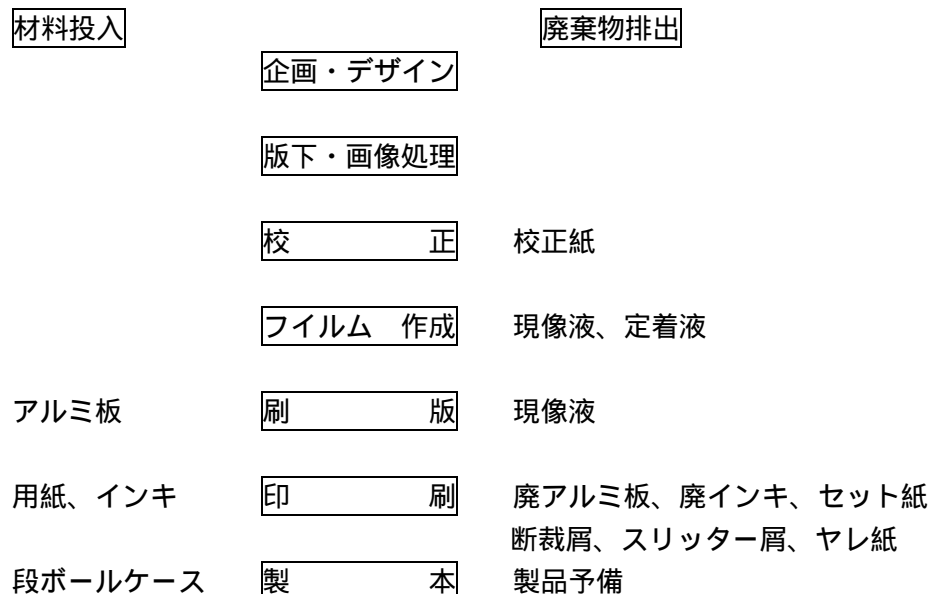 材料投入 廃棄物排出
企画・デザイン
版下・画像処理
校 正 校正紙
フイルム 作成 現像液、定着液
アルミ板 刷 版 現像液
用紙、インキ 印 刷 廃アルミ板、廃インキ、セット紙
断裁屑、スリッター屑、ヤレ紙
段ボールケース 製 本 製品予備